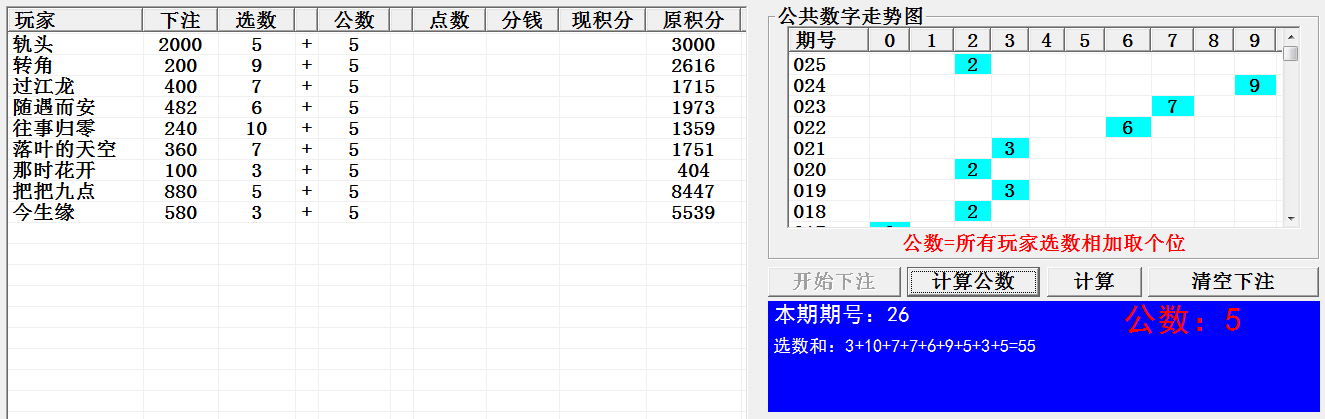 玩家 下注 选数 公数 点数 分钱 现积分 原积分
轨头 2000 5 + 5 3000
转角 200 9 + 5 2616
过江龙 400 7 + 5 1715
随遇而安 482 6 + 5 1973
往事归零 240 10 + 5 1359
落叶的天空 360 7 + 5 1751
那时花开 100 3 + 5 404
把把九点 880 5 + 5 8447
今生缘 580 3 + 5 5539
公共数字走势图
期号 0 1 2 3 4 5 6 7 8 9
025 2
024 9
023 7
022 6
021 3
020 2
019 3
018 2
公数=所有玩家选数相加取个位
开始下注 计算公数 计算 清空下注
本期期号：26 公数：5
选数和：3+10+7+7+6+9+5+3+5=55